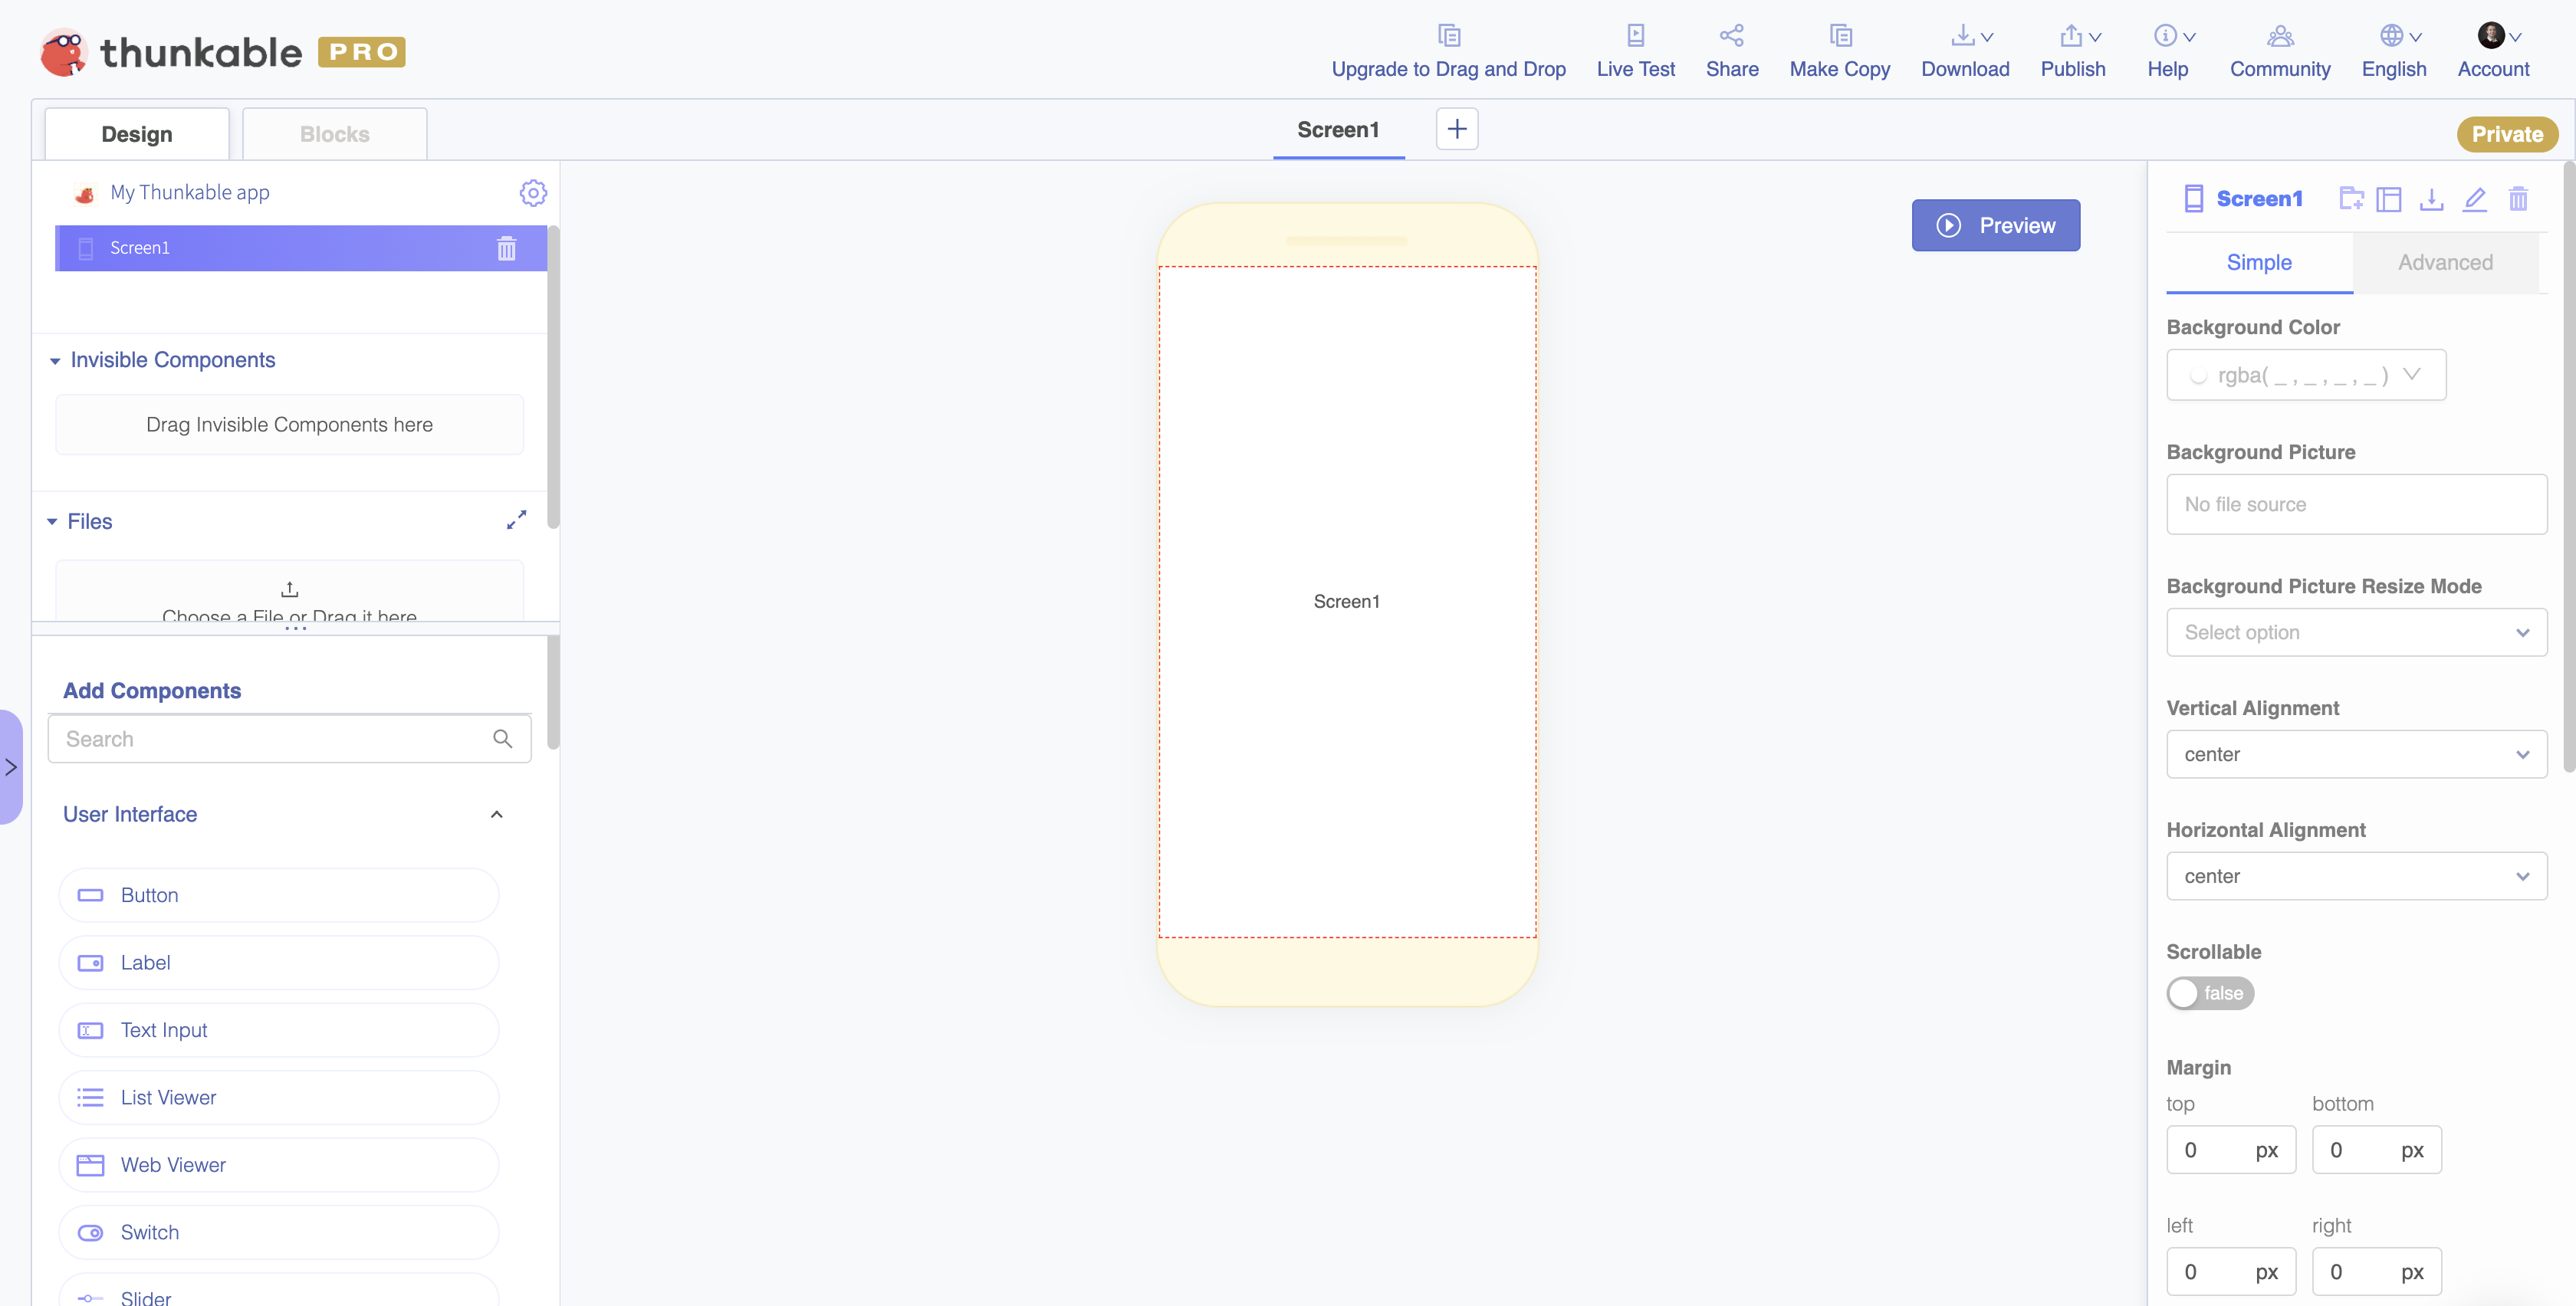 thunkable PRO
Upgrade to Drag and Drop
Live Test
Share
Make Copy
Download
Publish
Help
Community
English
Account
Design
Blocks
Screen1
Private
My Thunkable app
Screen1
Invisible Components
Drag Invisible Components here
Files
Choose a File or Drag it here
Add Components
Search
User Interface
Button
Label
Text Input
List Viewer
Web Viewer
Switch
Slider
Preview
Screen1
Screen1
Simple
Advanced
Background Color
rgba( _ , _ , _ , _ )
Background Picture
No file source
Background Picture Resize Mode
Select option
Vertical Alignment
center
Horizontal Alignment
center
Scrollable
false
Margin
top bottom
0 px 0 px
left right
0 px 0 px